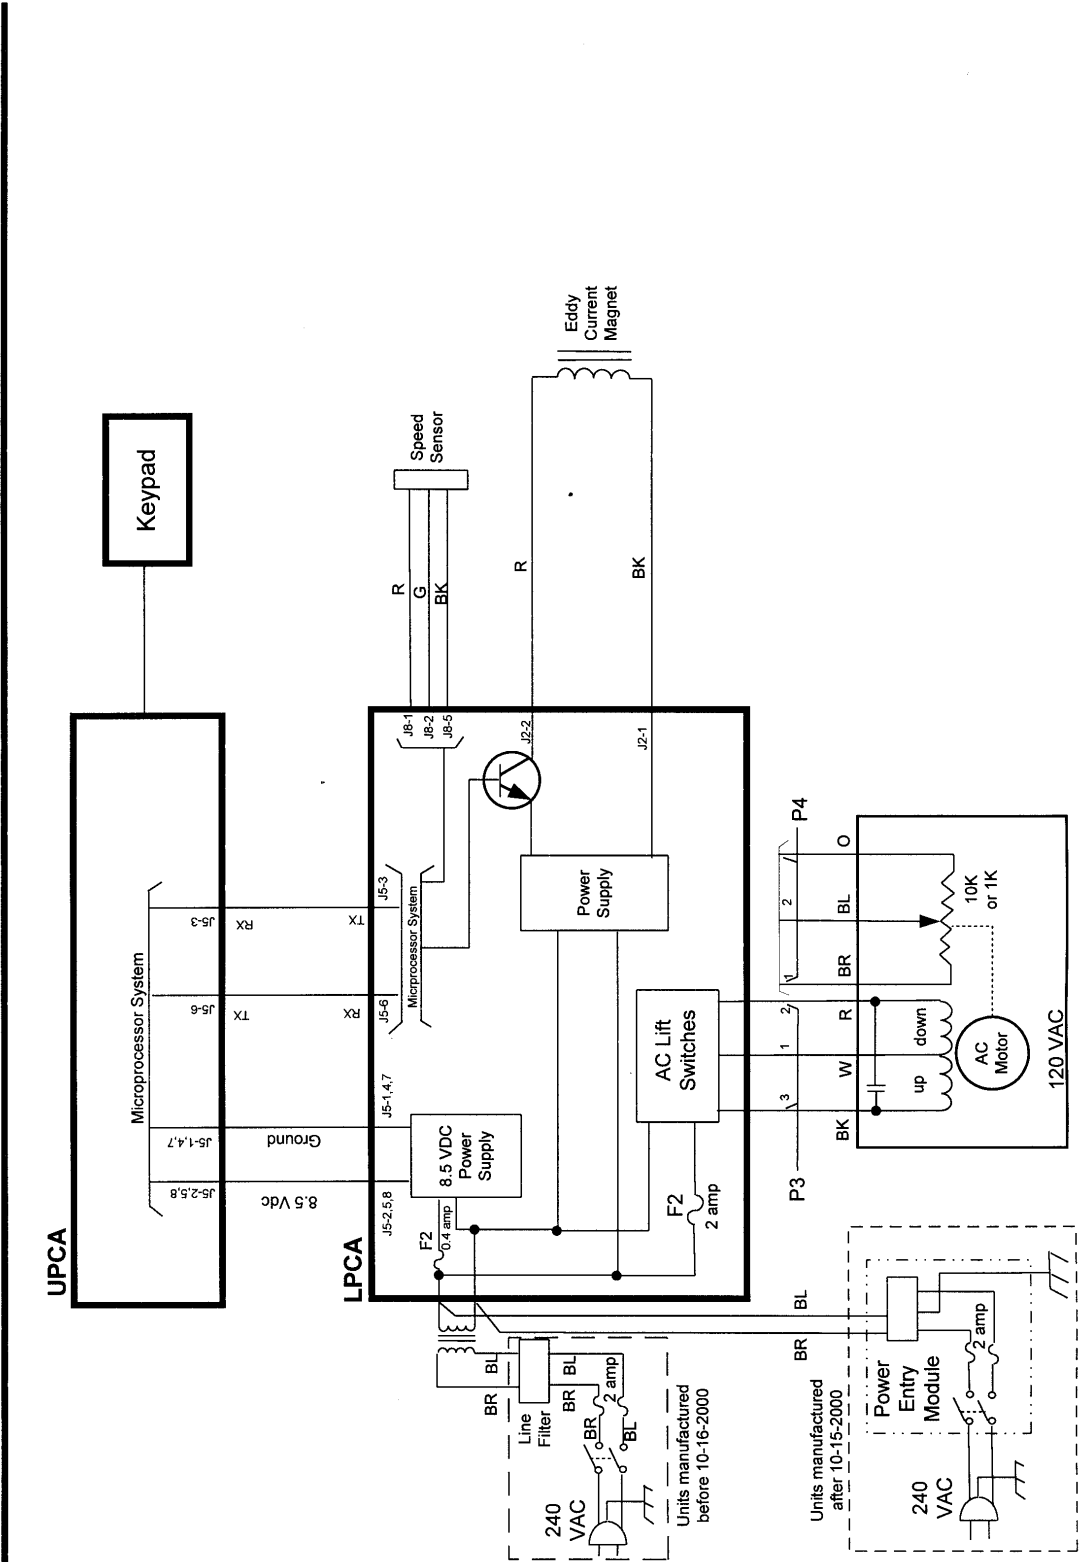 Keypad
UPCA
Microprocessor System
J5-2,5,8
J5-1,4,7
J5-6
J5-3
8.5 Vdc
Ground
TX
RX
RX
TX
LPCA
J5-2,5,8
J5-1,4,7
J5-6
J5-3
Micrprocessor System
J8-1
J8-2
J8-5
R
G
BK
Speed
Sensor
F2
0.4 amp
8.5 VDC
Power
Supply
Power
Supply
J2-2
J2-1
R
BK
Eddy
Current
Magnet
AC Lift
Switches
F2
2 amp
BL
BR
Line
Filter
BL
BR
2 amp
BR
BL
240
VAC
Units manufactured
before 10-16-2000
BL
BR
P3
3
1
2
1
2
P4
BK
W
R
BR
BL
O
up
down
AC
Motor
10K
or 1K
120 VAC
Units manufactured
after 10-15-2000
Power
Entry
Module
2 amp
240
VAC